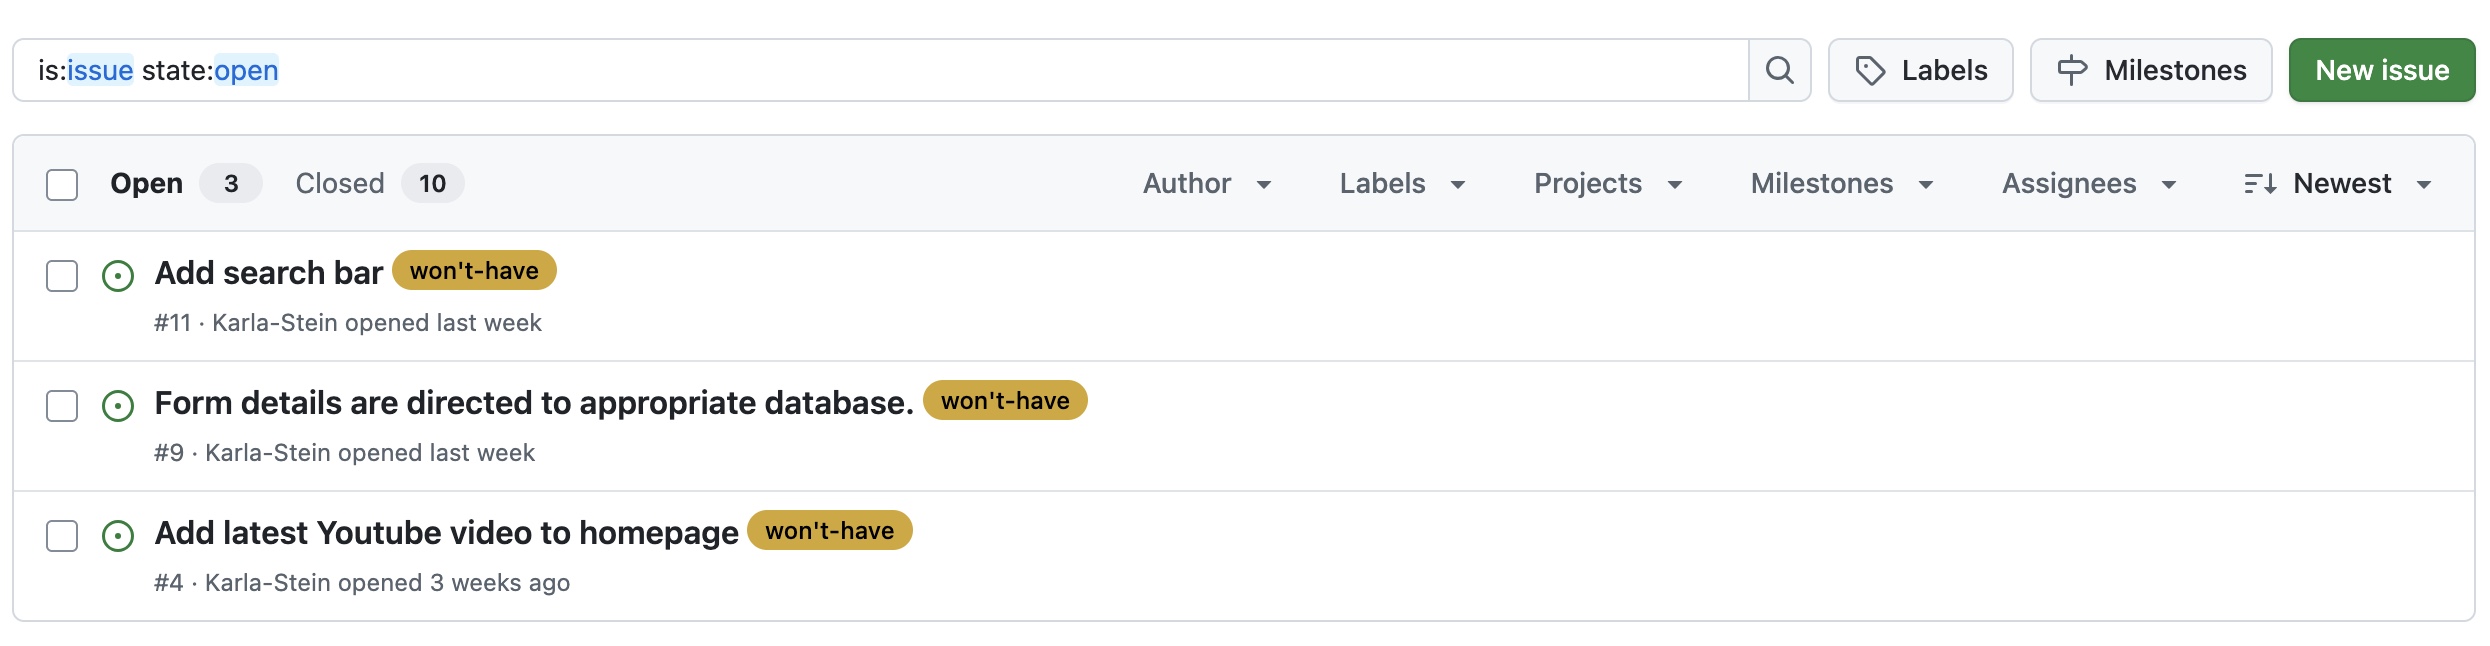 is:issue state:open
Labels
Milestones
New issue
Open 3 Closed 10 Author Labels Projects Milestones Assignees Newest
Add search bar won't-have
#11 · Karla-Stein opened last week
Form details are directed to appropriate database. won't-have
#9 · Karla-Stein opened last week
Add latest Youtube video to homepage won't-have
#4 · Karla-Stein opened 3 weeks ago